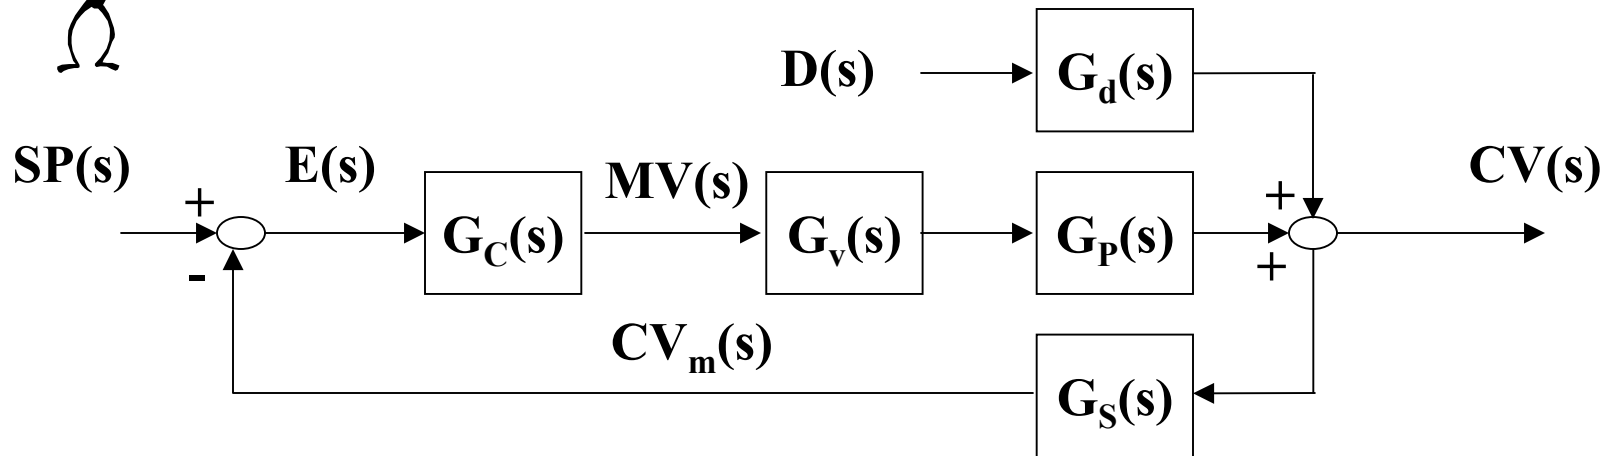 D(s) G_d(s)
SP(s) E(s) MV(s) CV(s)
+ +
G_C(s) G_v(s) G_P(s)
- +
CV_m(s)
G_S(s)